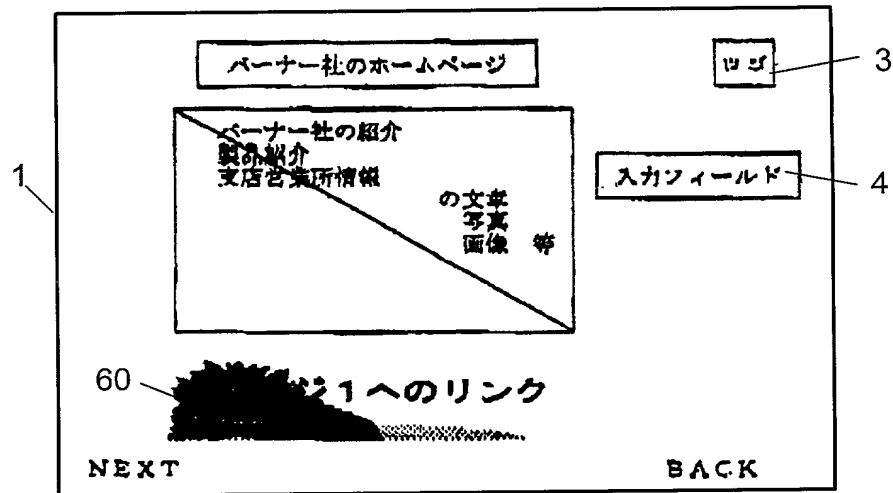 バーナー社のホームページ
ロゴ
3
バーナー社の紹介
製品紹介
支店営業所情報
の文章
写真
画像 等
1
入力フィールド
4
60
ジ1へのリンク
NEXT
BACK